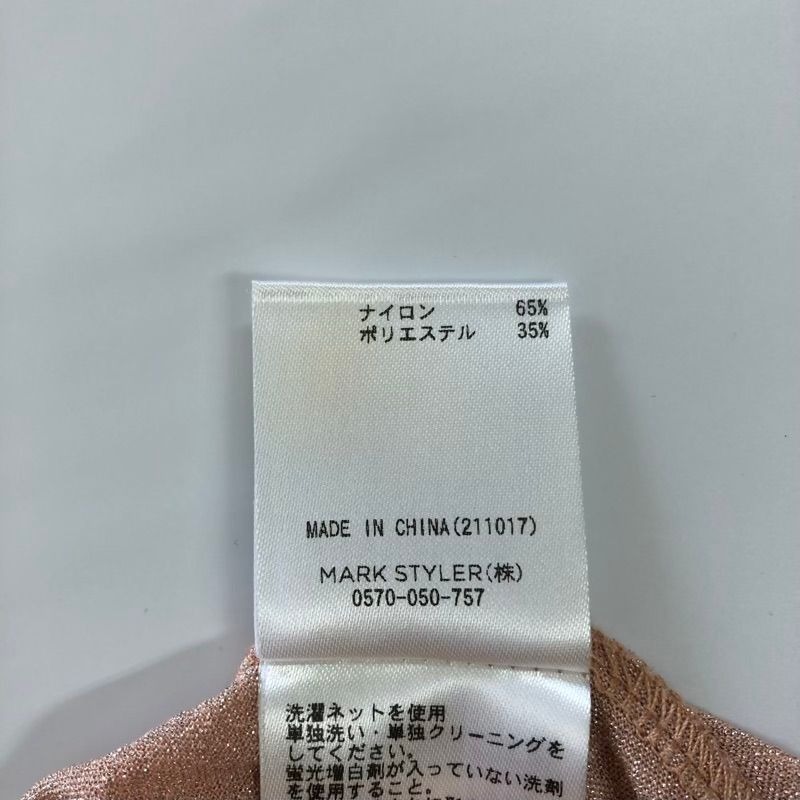 ナイロン 65%
ポリエステル 35%
MADE IN CHINA(211017)
MARK STYLER(株)
0570-050-757
洗濯ネットを使用
単独洗い・単独クリーニングを
してください。
蛍光増白剤が入っていない洗剤
を使用すること。